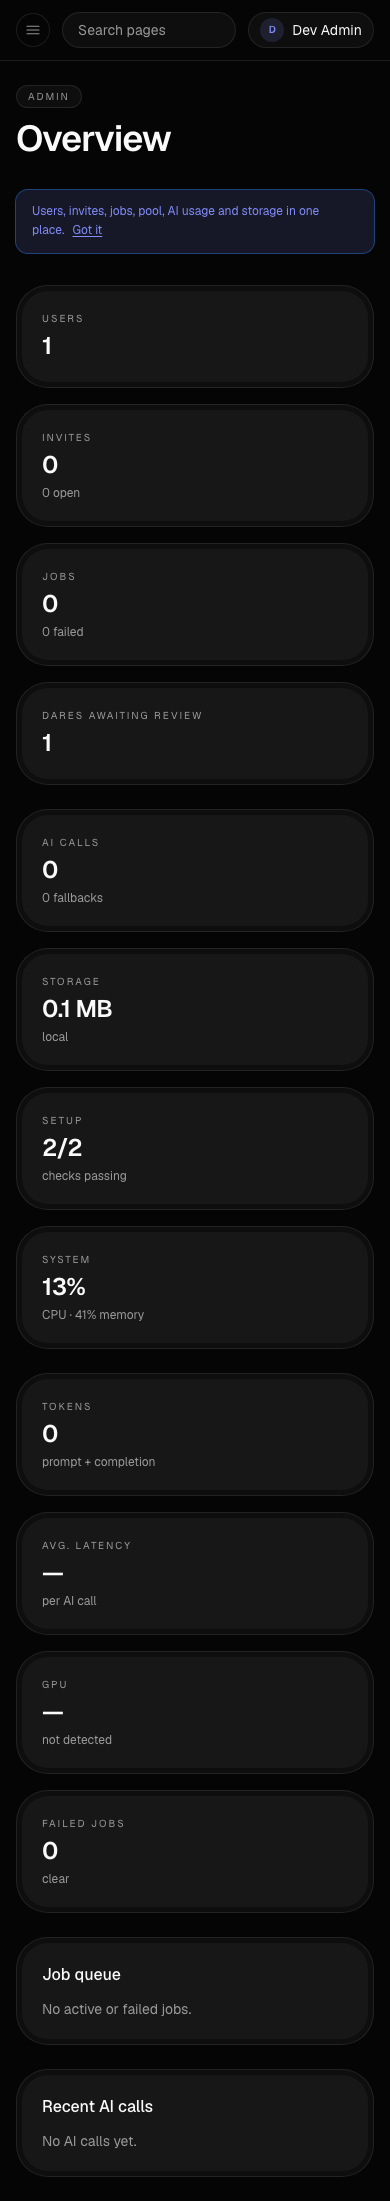 Search pages
D
Dev Admin
ADMIN
Overview
Users, invites, jobs, pool, AI usage and storage in one
place. Got it
USERS
1
INVITES
0
0 open
JOBS
0
0 failed
DARES AWAITING REVIEW
1
AI CALLS
0
0 fallbacks
STORAGE
0.1 MB
local
SETUP
2/2
checks passing
SYSTEM
13%
CPU · 41% memory
TOKENS
0
prompt + completion
AVG. LATENCY
—
per AI call
GPU
—
not detected
FAILED JOBS
0
clear
Job queue
No active or failed jobs.
Recent AI calls
No AI calls yet.